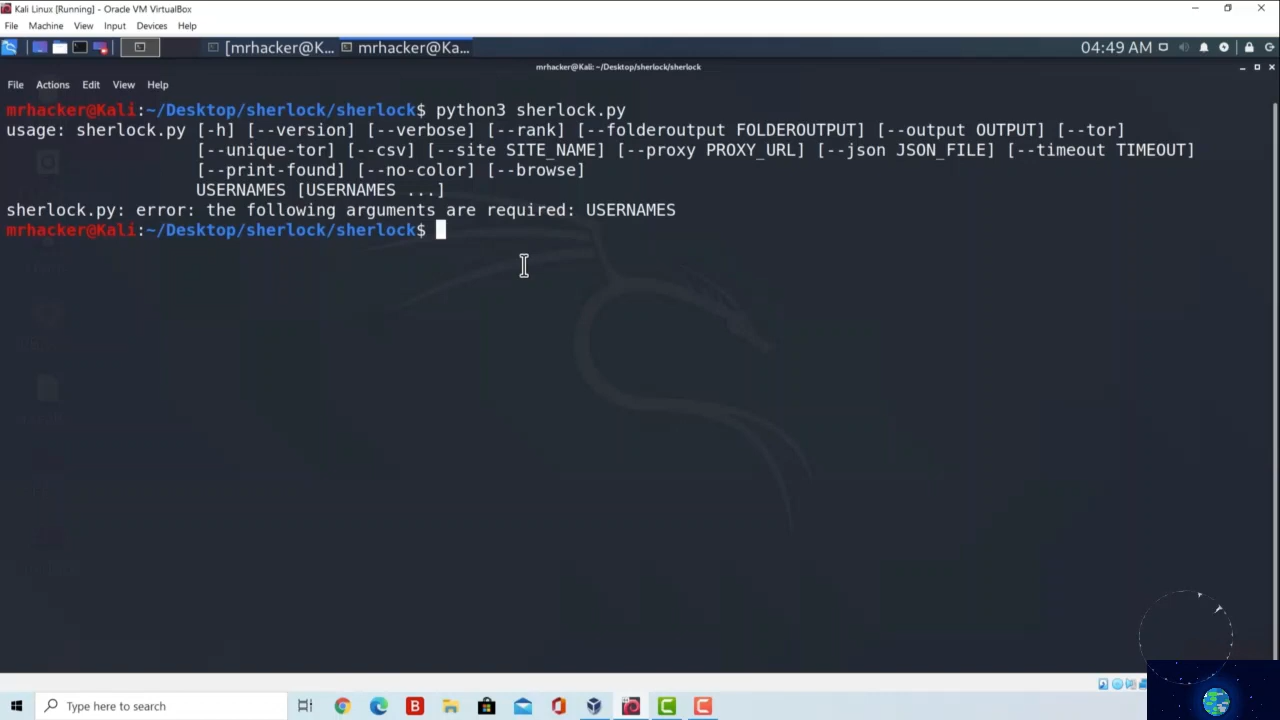 Kali Linux [Running] - Oracle VM VirtualBox
File Machine View Input Devices Help
[mrhacker@K... mrhacker@Ka... 04:49 AM
mrhacker@Kali: ~/Desktop/sherlock/sherlock
File Actions Edit View Help
mrhacker@Kali:~/Desktop/sherlock/sherlock$ python3 sherlock.py
usage: sherlock.py [-h] [--version] [--verbose] [--rank] [--folderoutput FOLDEROUTPUT] [--output OUTPUT] [--tor]
[--unique-tor] [--csv] [--site SITE_NAME] [--proxy PROXY_URL] [--json JSON_FILE] [--timeout TIMEOUT]
[--print-found] [--no-color] [--browse]
USERNAMES [USERNAMES ...]
sherlock.py: error: the following arguments are required: USERNAMES
mrhacker@Kali:~/Desktop/sherlock/sherlock$
Type here to search